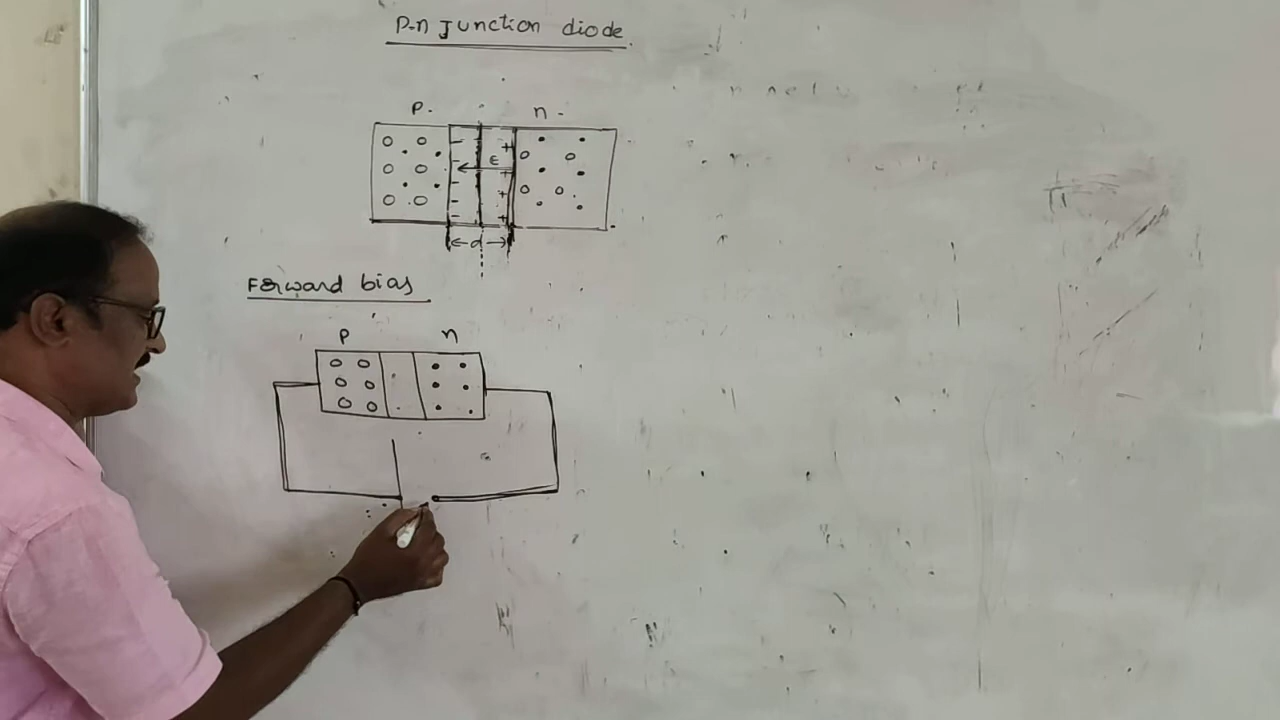 P-n Junction diode
P. n -
- + E
- +
- +
- +
d
Forward bias
P n